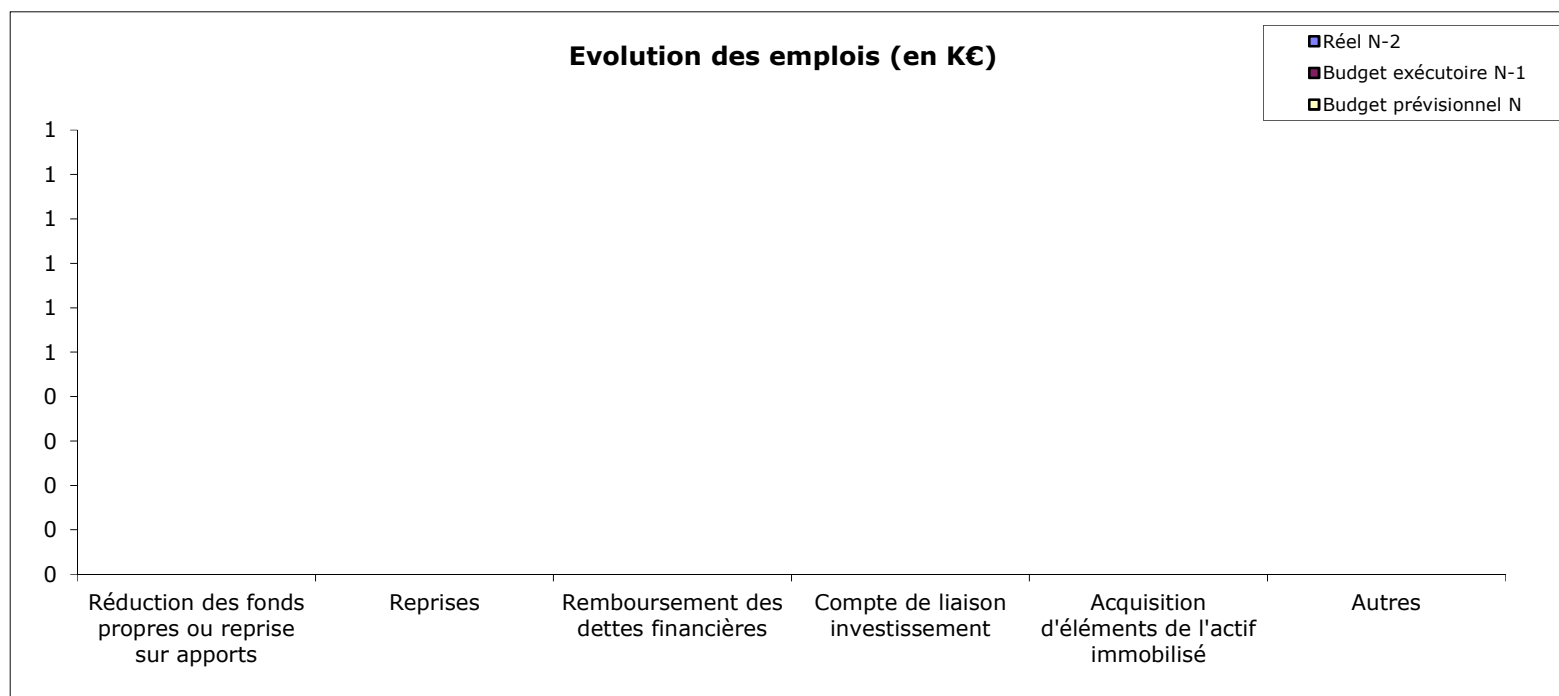 Evolution des emplois (en K€)
Réel N-2
Budget exécutoire N-1
Budget prévisionnel N
1
1
1
1
1
1
0
0
0
0
0
Réduction des fonds
propres ou reprise
sur apports
Reprises
Remboursement des
dettes financières
Compte de liaison
investissement
Acquisition
d'éléments de l'actif
immobilisé
Autres